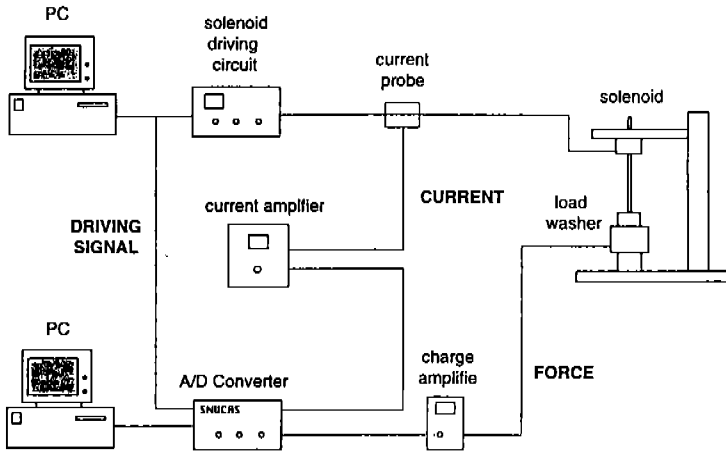 PC
solenoid
driving
circuit
current
probe
solenoid
current amplifier
CURRENT
load
washer
DRIVING
SIGNAL
PC
A/D Converter
SNUCAS
charge
amplifie
FORCE